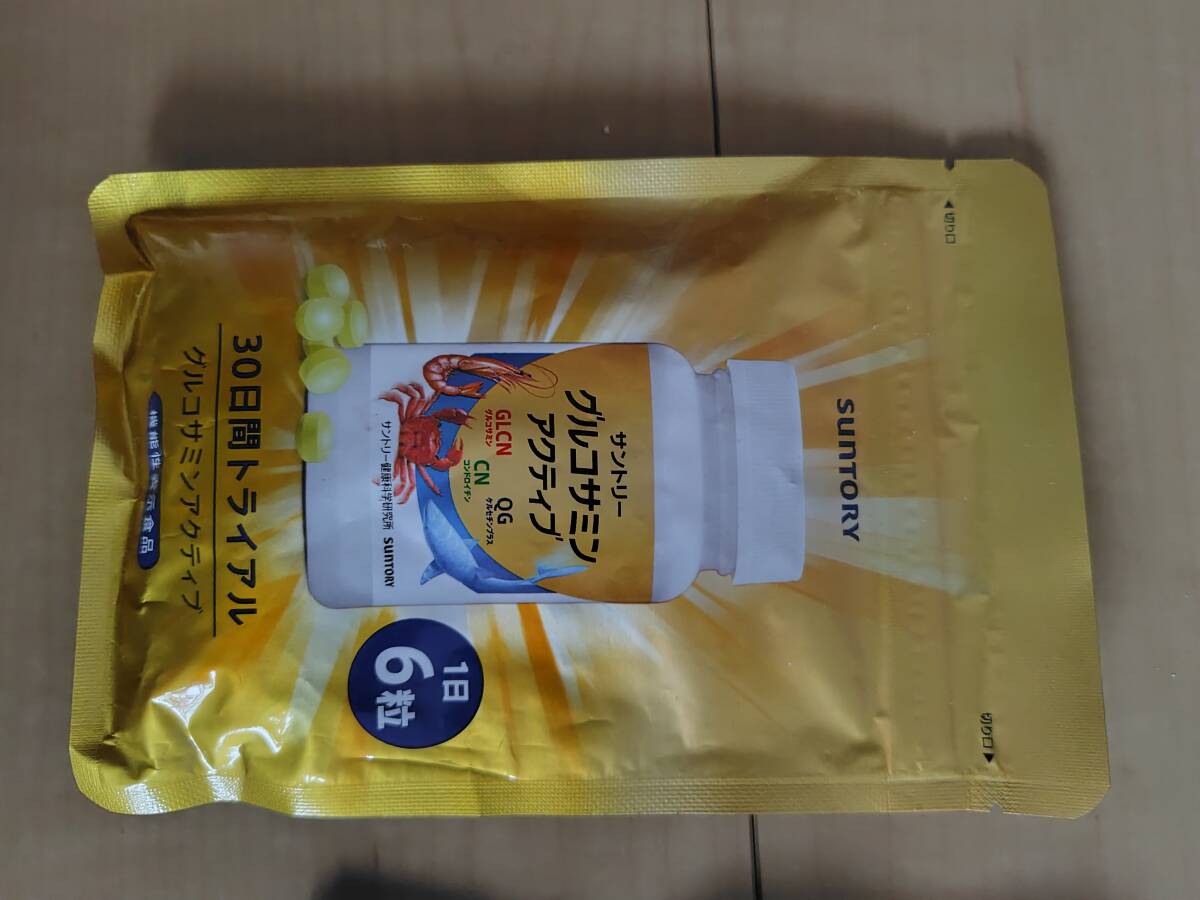 ◀切り口
切り口▶
SUNTORY
サントリー
グルコサミン
アクティブ
GLCN
グルコサミン
CN
コンドロイチン
QG
ケルセチンプラス
サントリー健康科学研究所 SUNTORY
1日
6粒
30日間トライアル
グルコサミンアクティブ
機能性表示食品